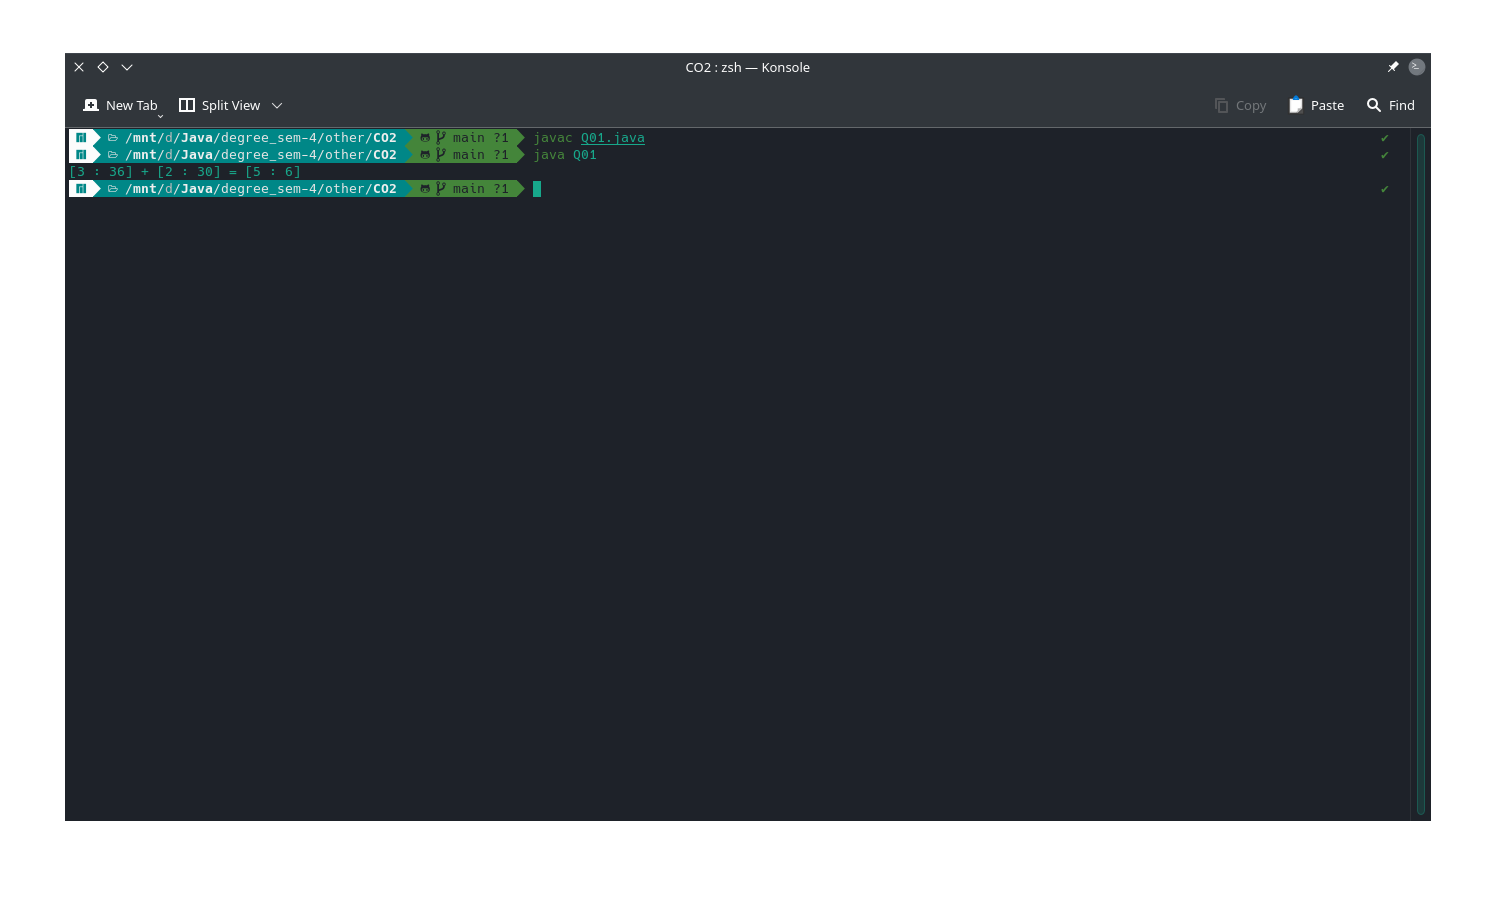 CO2 : zsh — Konsole
New Tab Split View Copy Paste Find
/mnt/d/Java/degree_sem-4/other/CO2 main ?1 javac Q01.java ✔
/mnt/d/Java/degree_sem-4/other/CO2 main ?1 java Q01 ✔
[3 : 36] + [2 : 30] = [5 : 6]
/mnt/d/Java/degree_sem-4/other/CO2 main ?1 ✔